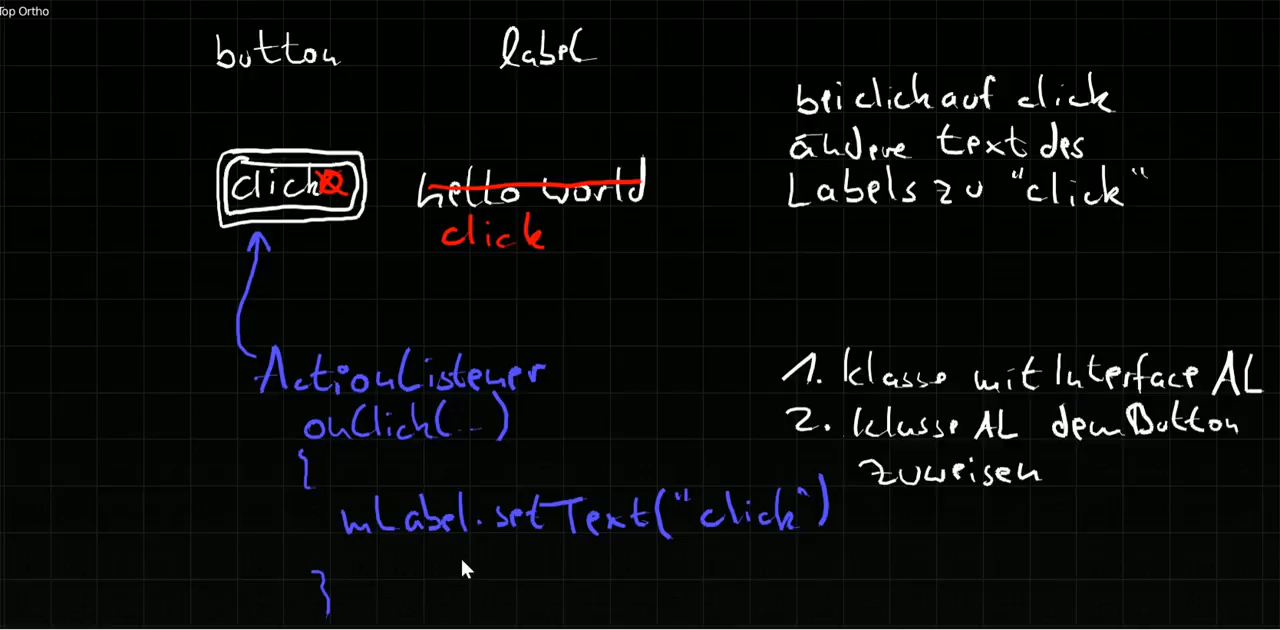 Top Ortho
button label
bei click auf click
ändere text des
Labels zu "click"
click hello world
click
ActionListener
onClick(...)
{
mLabel.setText("click")
}
1. Klasse mit Interface AL
2. Klasse AL dem Button
zuweisen